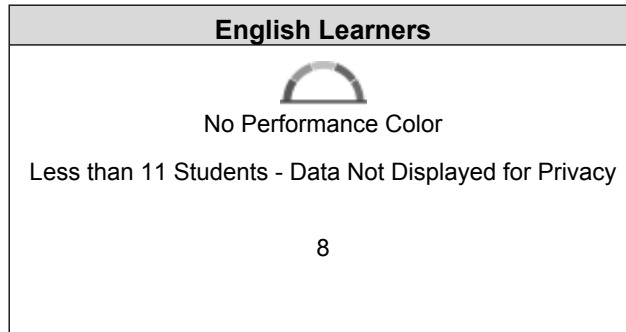 English Learners
No Performance Color
Less than 11 Students - Data Not Displayed for Privacy
8